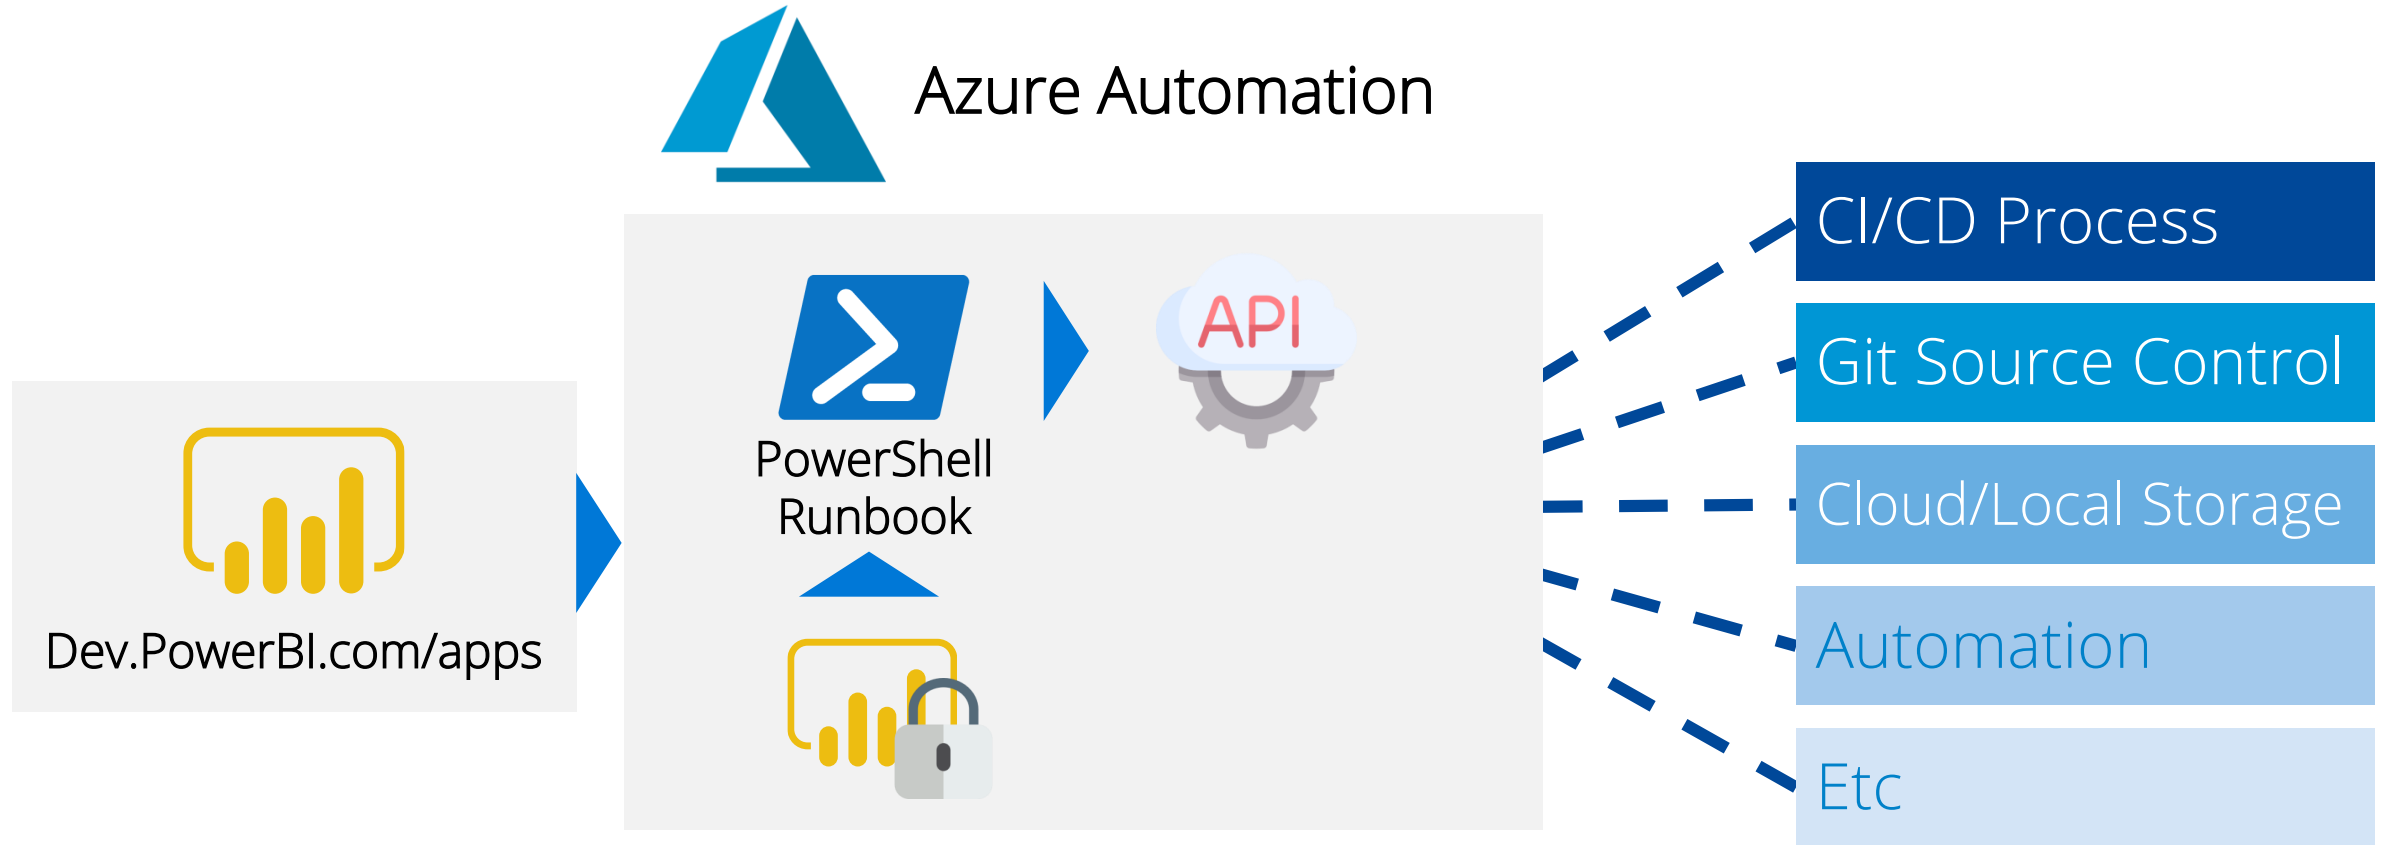 Azure Automation
Dev.PowerBI.com/apps
PowerShell
Runbook
API
CI/CD Process
Git Source Control
Cloud/Local Storage
Automation
Etc